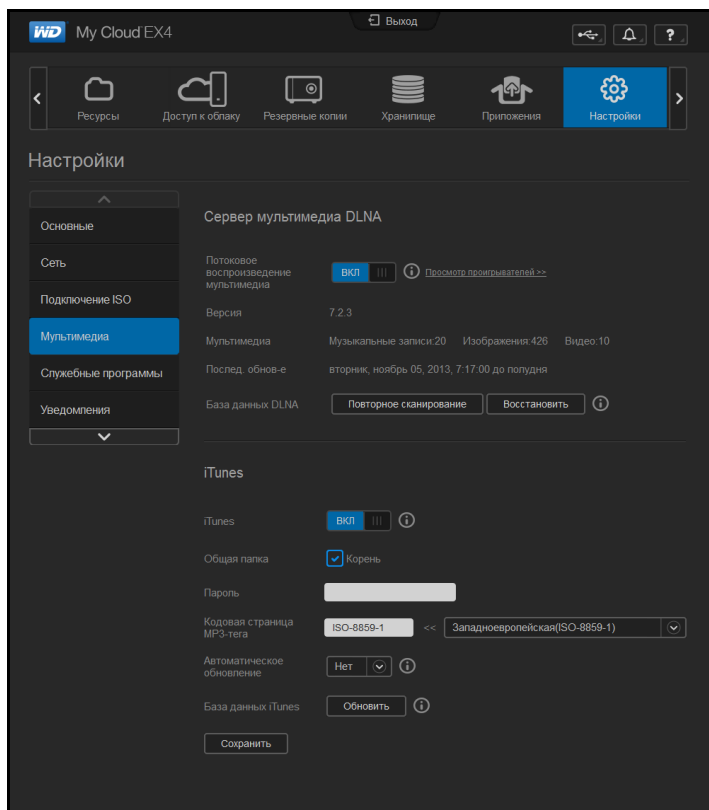 WD My Cloud EX4
Выход
?
Ресурсы
Доступ к облаку
Резервные копии
Хранилище
Приложения
Настройки
Настройки
Основные
Сеть
Подключение ISO
Мультимедиа
Служебные программы
Уведомления
Сервер мультимедиа DLNA
Потоковое
воспроизведение
мультимедиа
ВКЛ
Просмотр проигрывателей >>
Версия
7.2.3
Мультимедиа
Музыкальные записи:20 Изображения:426 Видео:10
Послед. обнов-е
вторник, ноябрь 05, 2013, 7:17:00 до полудня
База данных DLNA
Повторное сканирование
Восстановить
iTunes
iTunes
ВКЛ
Общая папка
Корень
Пароль
Кодовая страница
MP3-тега
ISO-8859-1
<<
Западноевропейская(ISO-8859-1)
Автоматическое
обновление
Нет
База данных iTunes
Обновить
Сохранить